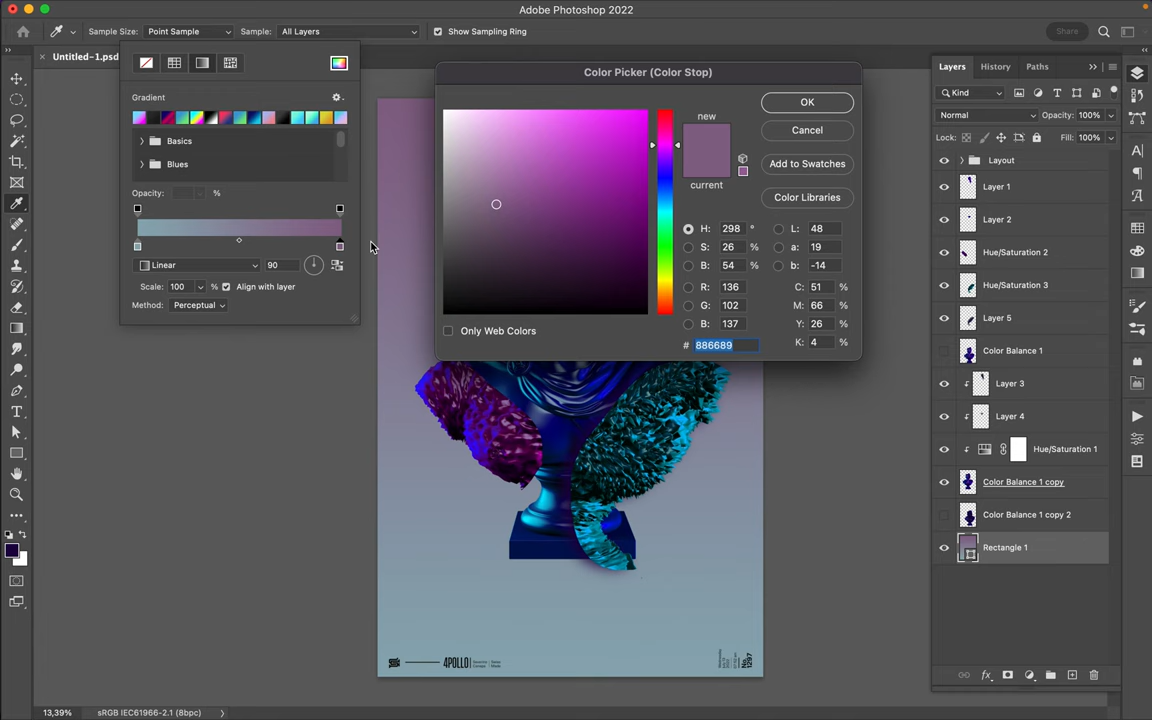 Adobe Photoshop 2022
Sample Size: Point Sample Sample: All Layers Show Sampling Ring Share
Untitled-1.psd
Gradient
Basics
Blues
Opacity: %
Linear 90
Scale: 100 % Align with layer
Method: Perceptual
Color Picker (Color Stop)
new
current
OK
Cancel
Add to Swatches
Color Libraries
H: 298 ° L: 48
S: 26 % a: 19
B: 54 % b: -14
R: 136 C: 51 %
G: 102 M: 66 %
B: 137 Y: 26 %
# 886689 K: 4 %
Only Web Colors
Layers History Paths
Kind
Normal Opacity: 100%
Lock: Fill: 100%
Layout
Layer 1
Layer 2
Hue/Saturation 2
Hue/Saturation 3
Layer 5
Color Balance 1
Layer 3
Layer 4
Hue/Saturation 1
Color Balance 1 copy
Color Balance 1 copy 2
Rectangle 1
4POLLO
No.1297
13,39% sRGB IEC61966-2.1 (8bpc)